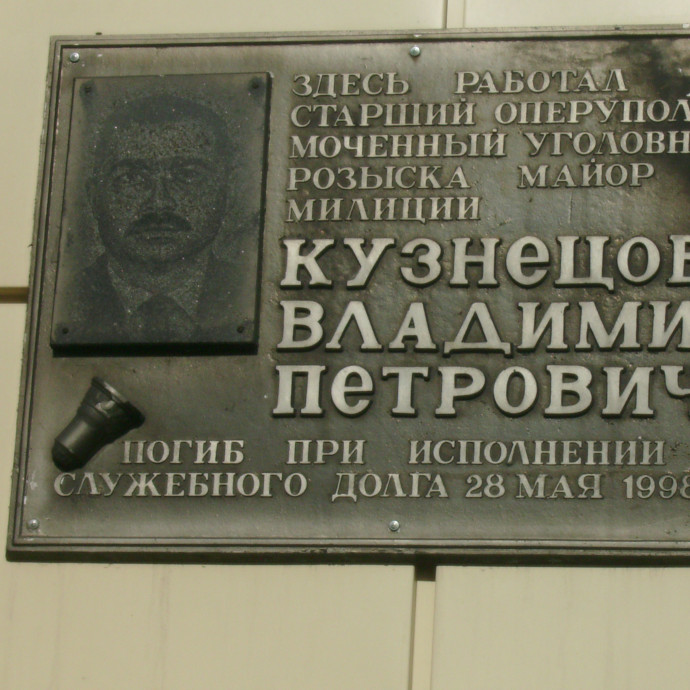 ЗДЕСЬ РАБОТАЛ
СТАРШИЙ ОПЕРУПОЛ
МОЧЕННЫЙ УГОЛОВН
РОЗЫСКА МАЙОР
МИЛИЦИИ
КУЗНЕЦОВ
ВЛАДИМИ
ПЕТРОВИЧ
ПОГИБ ПРИ ИСПОЛНЕНИИ
СЛУЖЕБНОГО ДОЛГА 28 МАЯ 1998